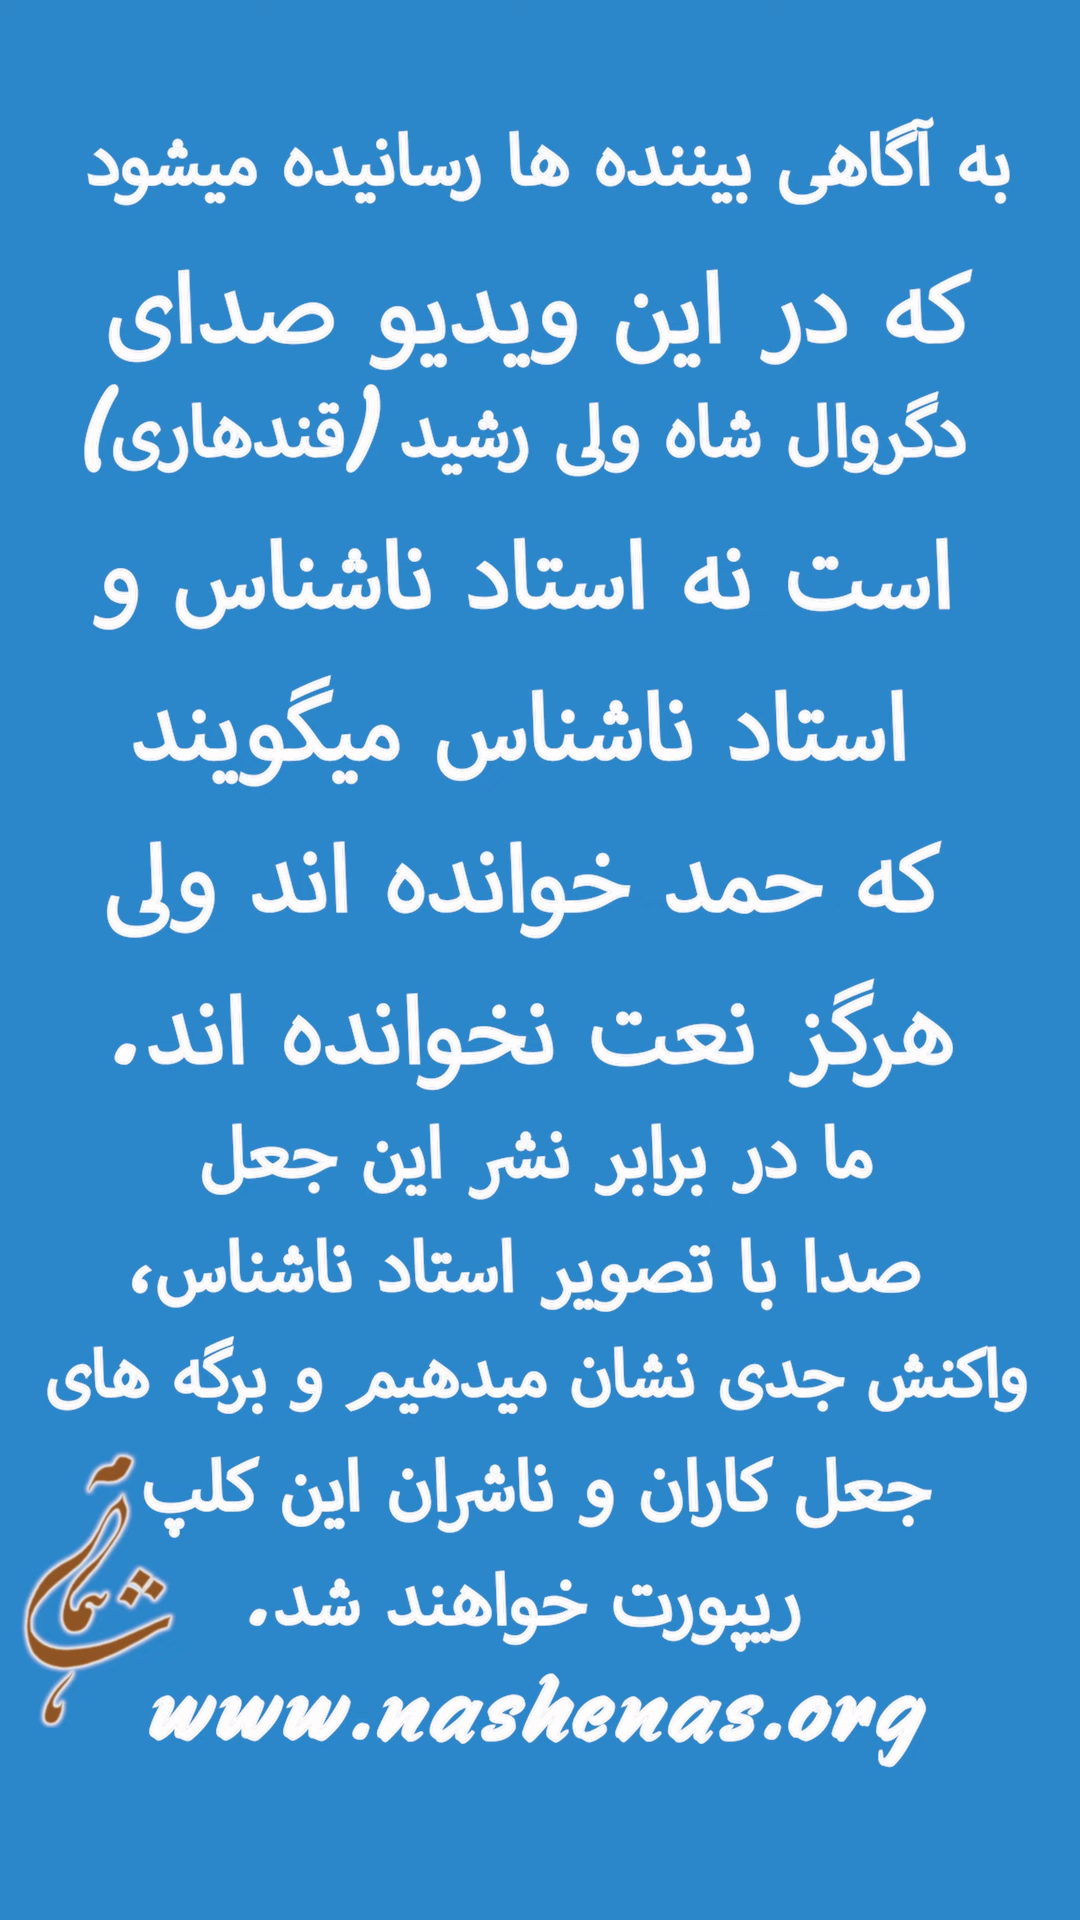 به آگاهی بیننده ها رسانیده میشود
که در این ویدیو صدای
دگروال شاه ولی رشید (قندهاری)
است نه استاد ناشناس و
استاد ناشناس میگویند
که حمد خوانده اند ولی
هرگز نعت نخوانده اند.
ما در برابر نشر این جعل
صدا با تصویر استاد ناشناس،
واکنش جدی نشان میدهیم و برگه های
جعل کاران و ناشران این کلپ
ریپورت خواهند شد.
www.nashenas.org